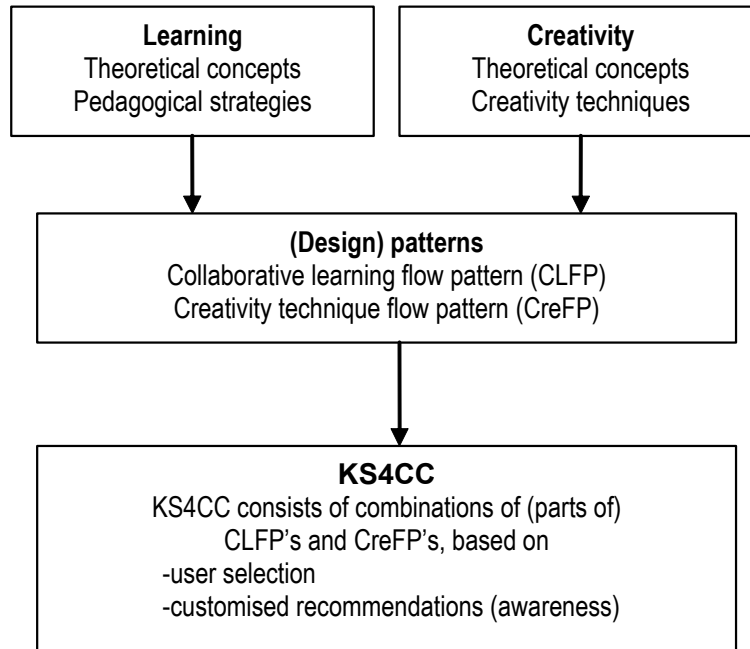 Learning
Theoretical concepts
Pedagogical strategies
Creativity
Theoretical concepts
Creativity techniques
(Design) patterns
Collaborative learning flow pattern (CLFP)
Creativity technique flow pattern (CreFP)
KS4CC
KS4CC consists of combinations of (parts of)
CLFP's and CreFP's, based on
-user selection
-customised recommendations (awareness)